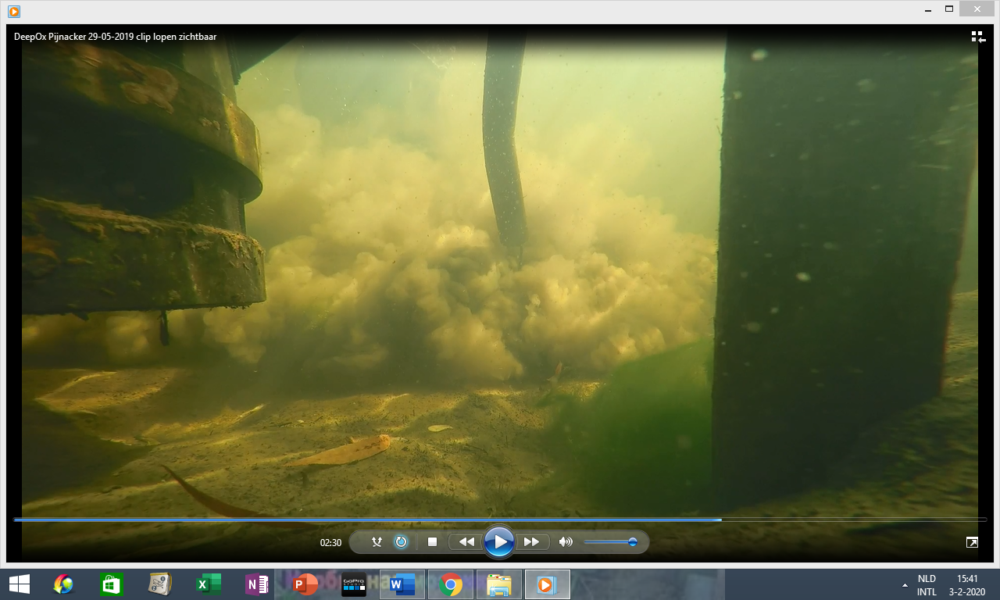 DeepOx Pijnacker 29-05-2019 clip lopen zichtbaar
02:30
NLD 15:41
INTL 3-2-2020